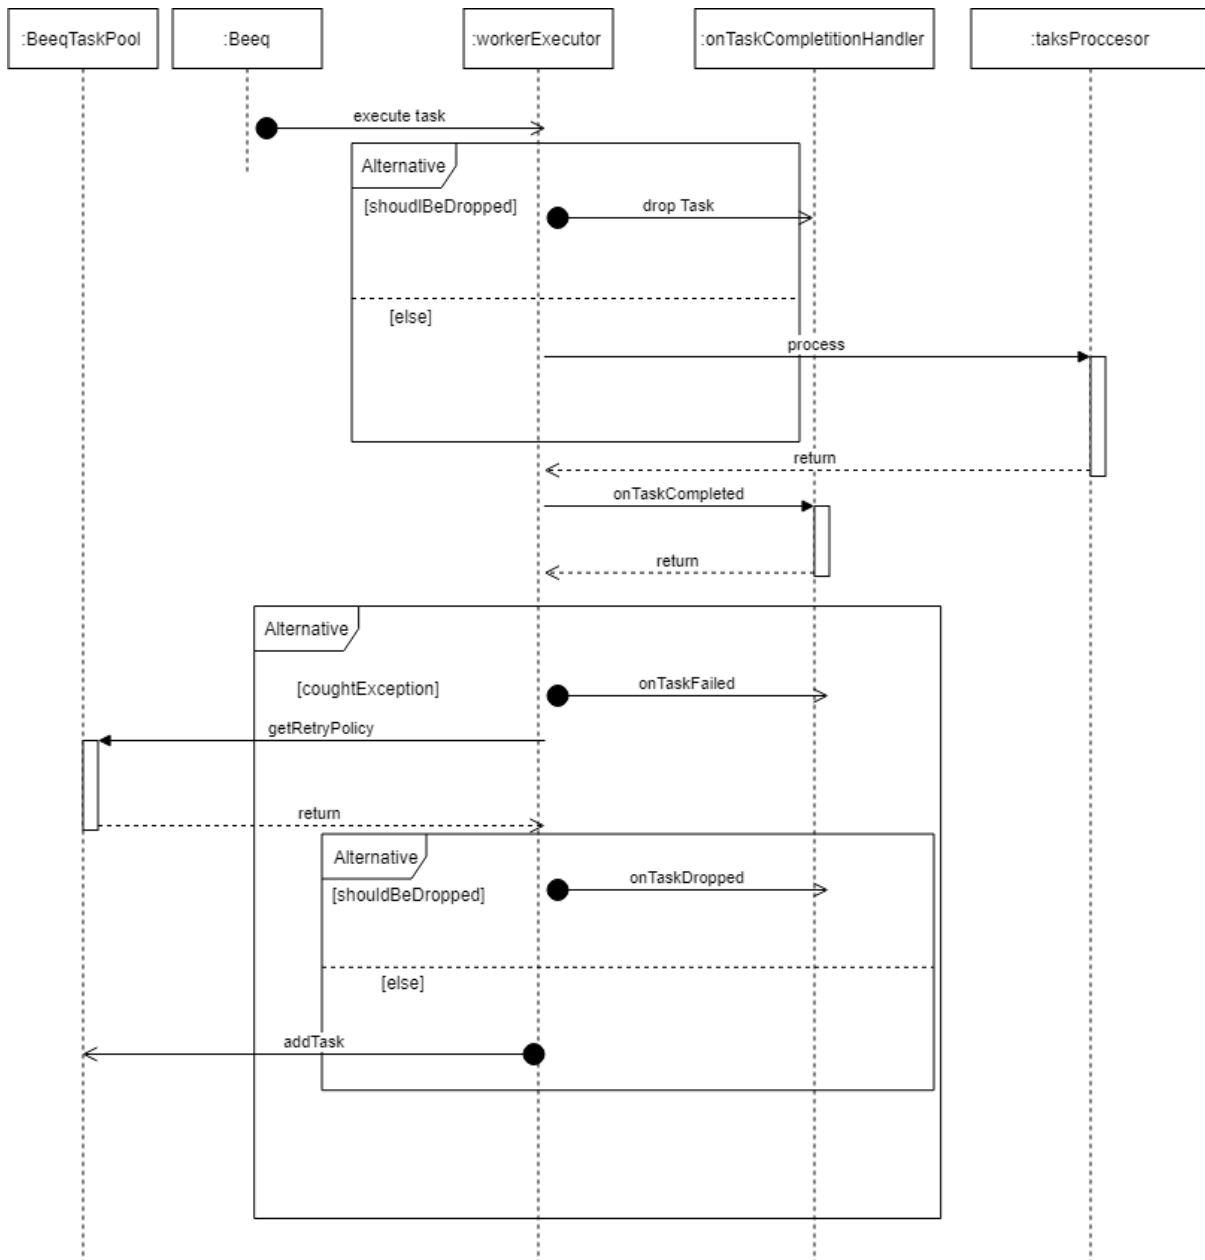 :BeeqTaskPool
:Beeq
:workerExecutor
:onTaskCompletitionHandler
:taksProccesor
execute task
Alternative
[shoudlBeDropped]
drop Task
[else]
process
return
onTaskCompleted
return
Alternative
[coughtException]
onTaskFailed
getRetryPolicy
return
Alternative
[shouldBeDropped]
onTaskDropped
[else]
addTask